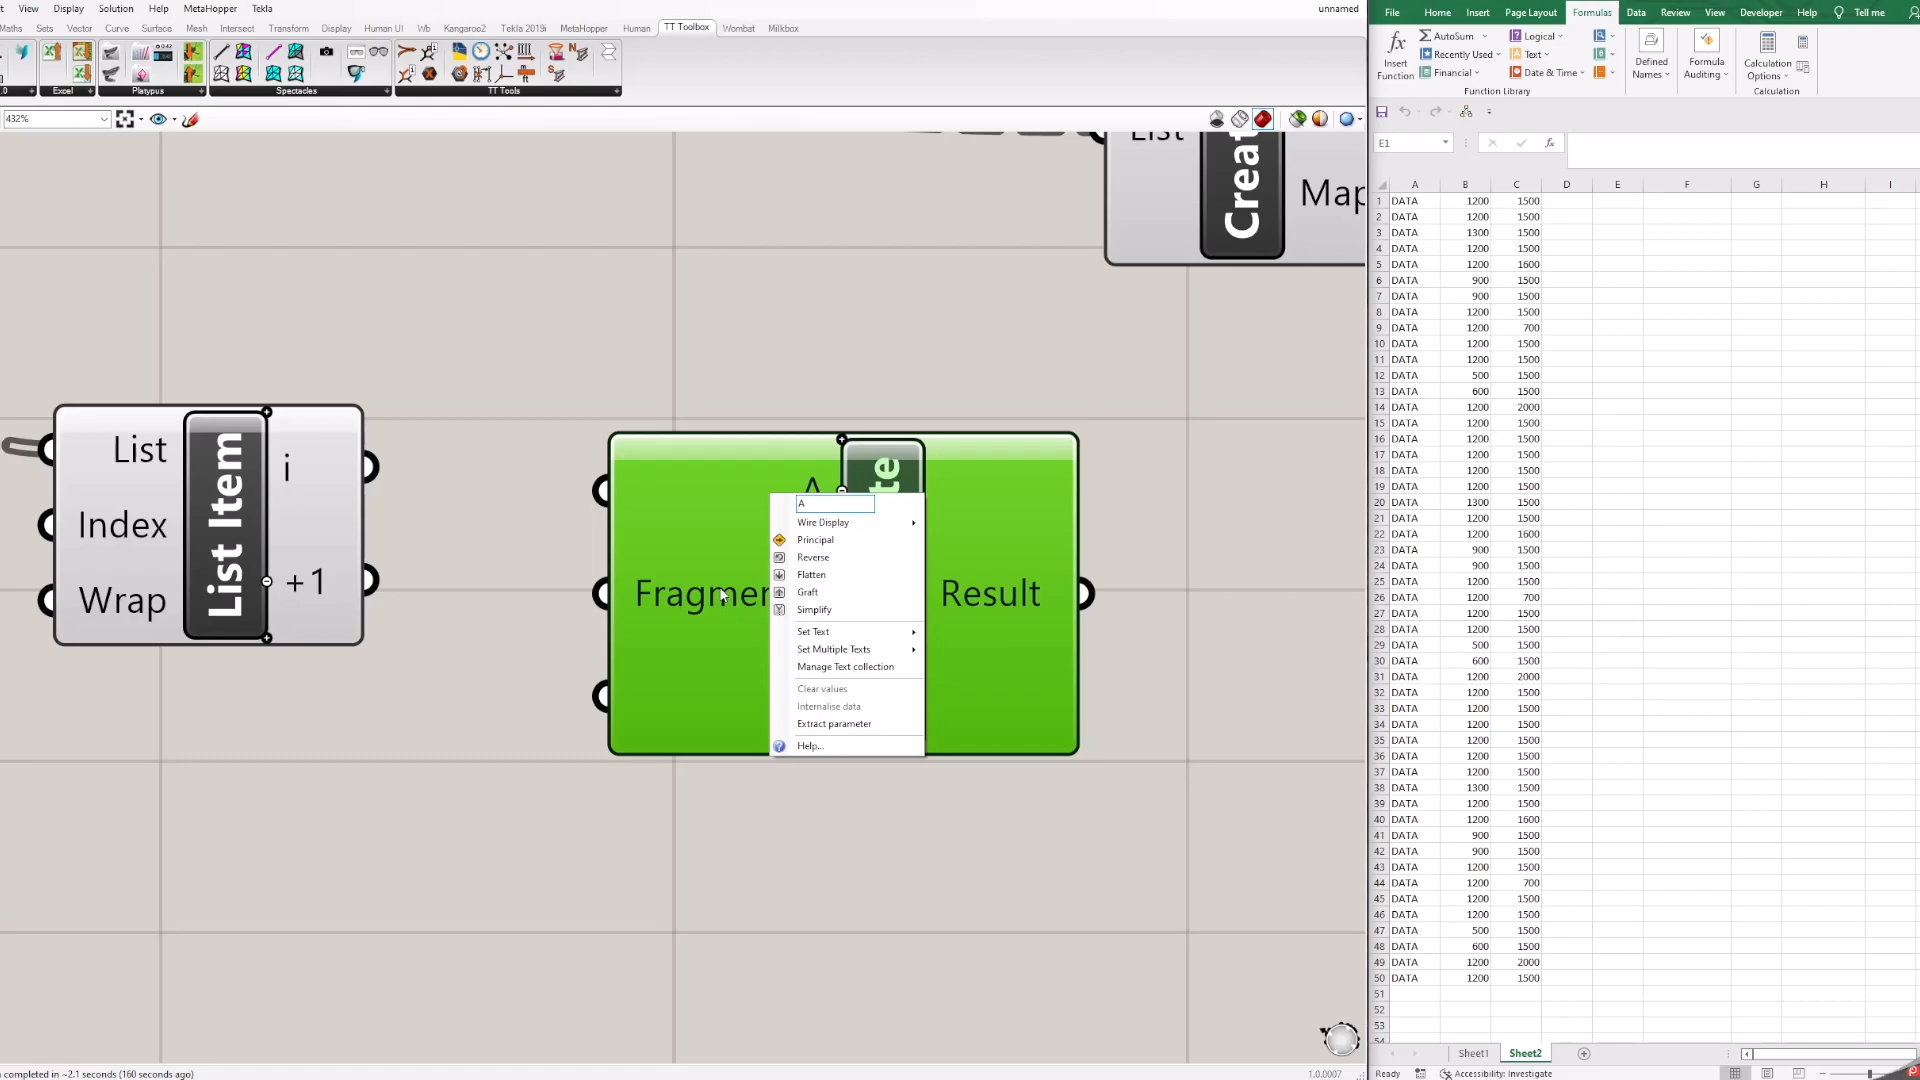 View Display Solution Help MetaHopper Tekla
unnamed
Maths Sets Vector Curve Surface Mesh Intersect Transform Display Human UI Wb Kangaroo2 Tekla 2019i MetaHopper Human TT Toolbox Wombat Milkbox
.0 Excel Platypus Spectacles TT Tools
432%
List
Create
Map
List Item
List
Index
Wrap
i
+1
A
Fragmen
Result
A
Wire Display
Principal
Reverse
Flatten
Graft
Simplify
Set Text
Set Multiple Texts
Manage Text collection
Clear values
Internalise data
Extract parameter
Help...
completed in ~2.1 seconds (160 seconds ago)
1.0.0007
File Home Insert Page Layout Formulas Data Review View Developer Help Tell me
fx
Insert Function
AutoSum
Recently Used
Financial
Logical
Text
Date & Time
Function Library
Defined Names
Formula Auditing
Calculation Options
Calculation
E1
fx
A B C D E F G H I
1 DATA 1200 1500
2 DATA 1200 1500
3 DATA 1300 1500
4 DATA 1200 1500
5 DATA 1200 1600
6 DATA 900 1500
7 DATA 900 1500
8 DATA 1200 1500
9 DATA 1200 700
10 DATA 1200 1500
11 DATA 1200 1500
12 DATA 500 1500
13 DATA 600 1500
14 DATA 1200 2000
15 DATA 1200 1500
16 DATA 1200 1500
17 DATA 1200 1500
18 DATA 1200 1500
19 DATA 1200 1500
20 DATA 1300 1500
21 DATA 1200 1500
22 DATA 1200 1600
23 DATA 900 1500
24 DATA 900 1500
25 DATA 1200 1500
26 DATA 1200 700
27 DATA 1200 1500
28 DATA 1200 1500
29 DATA 500 1500
30 DATA 600 1500
31 DATA 1200 2000
32 DATA 1200 1500
33 DATA 1200 1500
34 DATA 1200 1500
35 DATA 1200 1500
36 DATA 1200 1500
37 DATA 1200 1500
38 DATA 1300 1500
39 DATA 1200 1500
40 DATA 1200 1600
41 DATA 900 1500
42 DATA 900 1500
43 DATA 1200 1500
44 DATA 1200 700
45 DATA 1200 1500
46 DATA 1200 1500
47 DATA 500 1500
48 DATA 600 1500
49 DATA 1200 2000
50 DATA 1200 1500
51
52
53
54
Sheet1 Sheet2
Ready Accessibility: Investigate